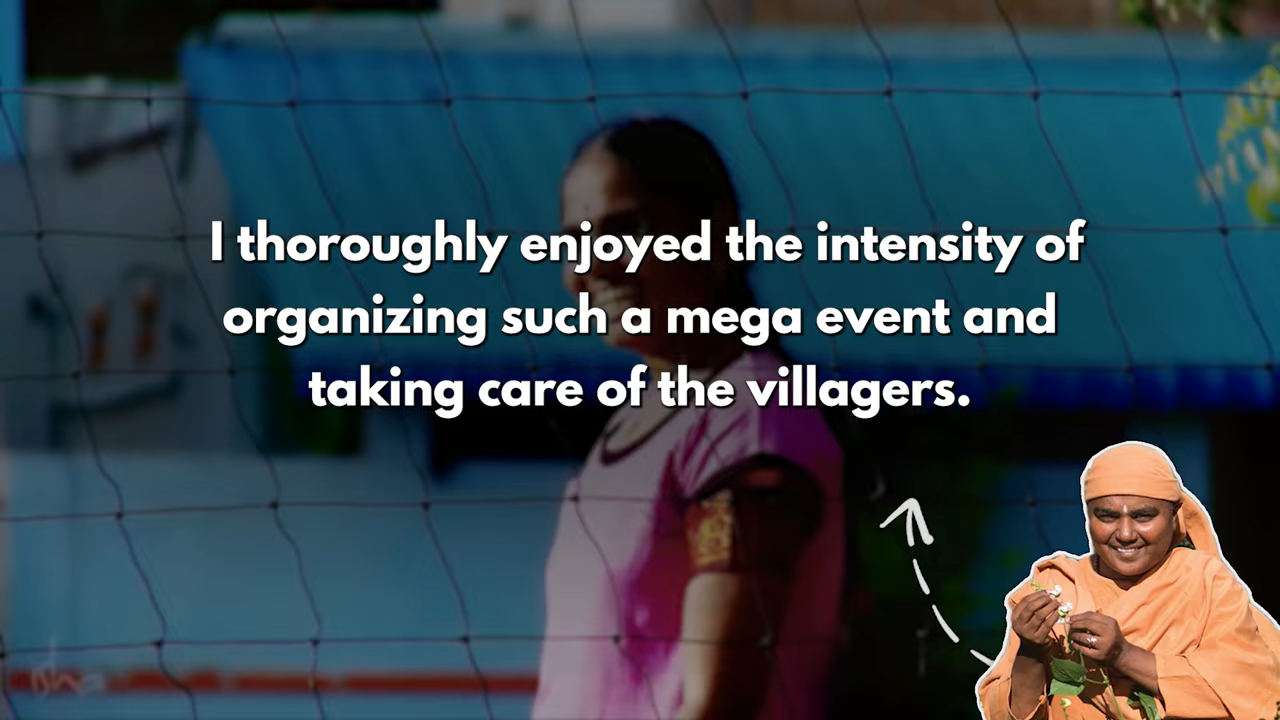 I thoroughly enjoyed the intensity of
organizing such a mega event and
taking care of the villagers.